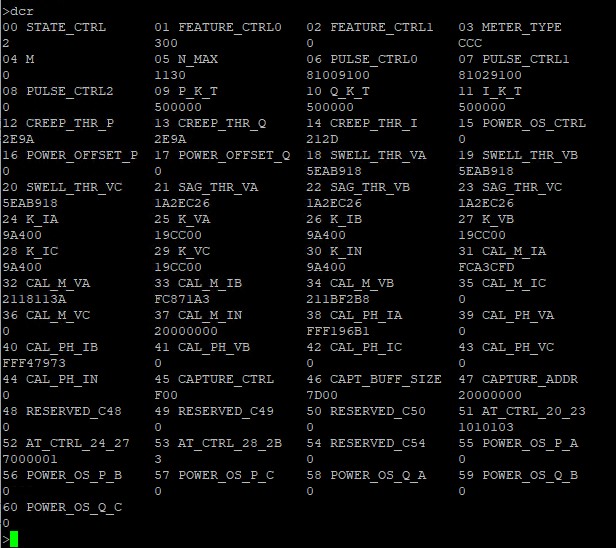 >dcr
00 STATE_CTRL 01 FEATURE_CTRL0 02 FEATURE_CTRL1 03 METER_TYPE
2 300 0 CCC
04 M 05 N_MAX 06 PULSE_CTRL0 07 PULSE_CTRL1
0 1130 81009100 81029100
08 PULSE_CTRL2 09 P_K_T 10 Q_K_T 11 I_K_T
0 500000 500000 500000
12 CREEP_THR_P 13 CREEP_THR_Q 14 CREEP_THR_I 15 POWER_OS_CTRL
2E9A 2E9A 212D 0
16 POWER_OFFSET_P 17 POWER_OFFSET_Q 18 SWELL_THR_VA 19 SWELL_THR_VB
0 0 5EAB918 5EAB918
20 SWELL_THR_VC 21 SAG_THR_VA 22 SAG_THR_VB 23 SAG_THR_VC
5EAB918 1A2EC26 1A2EC26 1A2EC26
24 K_IA 25 K_VA 26 K_IB 27 K_VB
9A400 19CC00 9A400 19CC00
28 K_IC 29 K_VC 30 K_IN 31 CAL_M_IA
9A400 19CC00 9A400 FCA3CFD
32 CAL_M_VA 33 CAL_M_IB 34 CAL_M_VB 35 CAL_M_IC
2118113A FC871A3 211BF2B8 0
36 CAL_M_VC 37 CAL_M_IN 38 CAL_PH_IA 39 CAL_PH_VA
0 20000000 FFF196B1 0
40 CAL_PH_IB 41 CAL_PH_VB 42 CAL_PH_IC 43 CAL_PH_VC
FFF47973 0 0 0
44 CAL_PH_IN 45 CAPTURE_CTRL 46 CAPT_BUFF_SIZE 47 CAPTURE_ADDR
0 F00 7D00 20000000
48 RESERVED_C48 49 RESERVED_C49 50 RESERVED_C50 51 AT_CTRL_20_23
0 0 0 1010103
52 AT_CTRL_24_27 53 AT_CTRL_28_2B 54 RESERVED_C54 55 POWER_OS_P_A
7000001 3 0 0
56 POWER_OS_P_B 57 POWER_OS_P_C 58 POWER_OS_Q_A 59 POWER_OS_Q_B
0 0 0 0
60 POWER_OS_Q_C
0
>